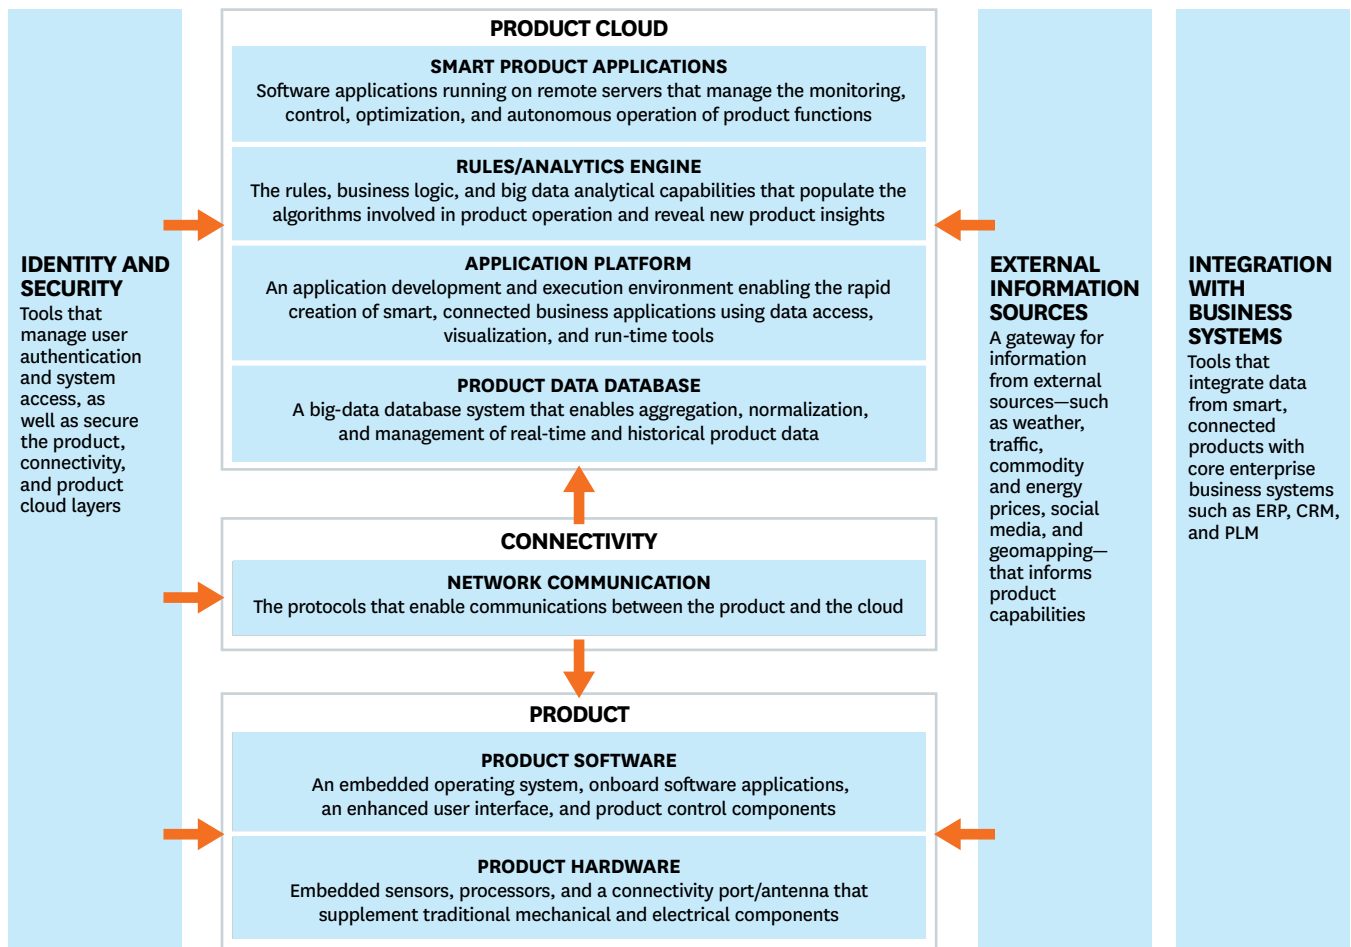 PRODUCT CLOUD
SMART PRODUCT APPLICATIONS
Software applications running on remote servers that manage the monitoring,
control, optimization, and autonomous operation of product functions
RULES/ANALYTICS ENGINE
The rules, business logic, and big data analytical capabilities that populate the
algorithms involved in product operation and reveal new product insights
APPLICATION PLATFORM
An application development and execution environment enabling the rapid
creation of smart, connected business applications using data access,
visualization, and run-time tools
PRODUCT DATA DATABASE
A big-data database system that enables aggregation, normalization,
and management of real-time and historical product data
CONNECTIVITY
NETWORK COMMUNICATION
The protocols that enable communications between the product and the cloud
PRODUCT
PRODUCT SOFTWARE
An embedded operating system, onboard software applications,
an enhanced user interface, and product control components
PRODUCT HARDWARE
Embedded sensors, processors, and a connectivity port/antenna that
supplement traditional mechanical and electrical components
IDENTITY AND
SECURITY
Tools that
manage user
authentication
and system
access, as
well as secure
the product,
connectivity,
and product
cloud layers
EXTERNAL
INFORMATION
SOURCES
A gateway for
information
from external
sources—such
as weather,
traffic,
commodity
and energy
prices, social
media, and
geomapping—
that informs
product
capabilities
INTEGRATION
WITH
BUSINESS
SYSTEMS
Tools that
integrate data
from smart,
connected
products with
core enterprise
business systems
such as ERP, CRM,
and PLM